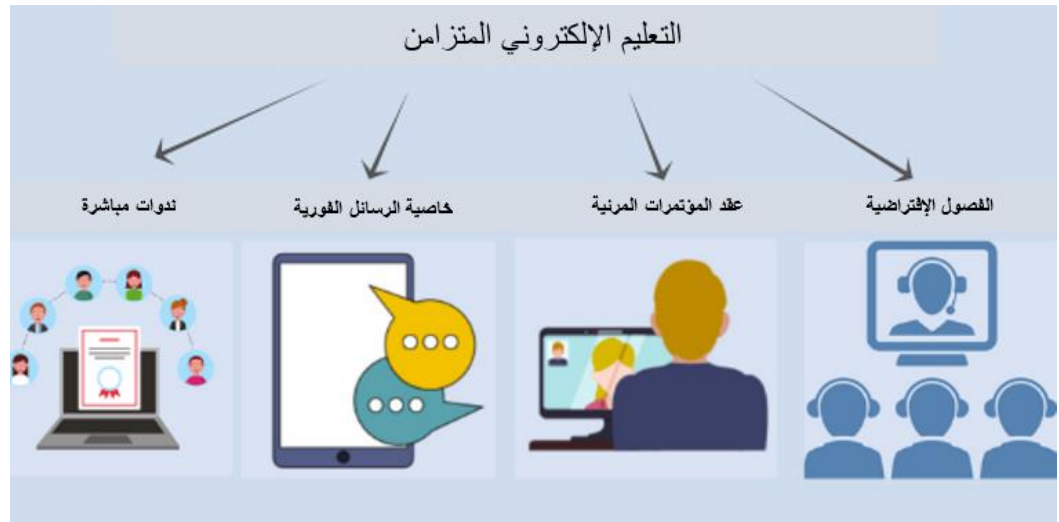 التعليم الإلكتروني المتزامن
الفصول الإفتراضية
عقد المؤتمرات المرئية
خاصية الرسائل الفورية
ندوات مباشرة